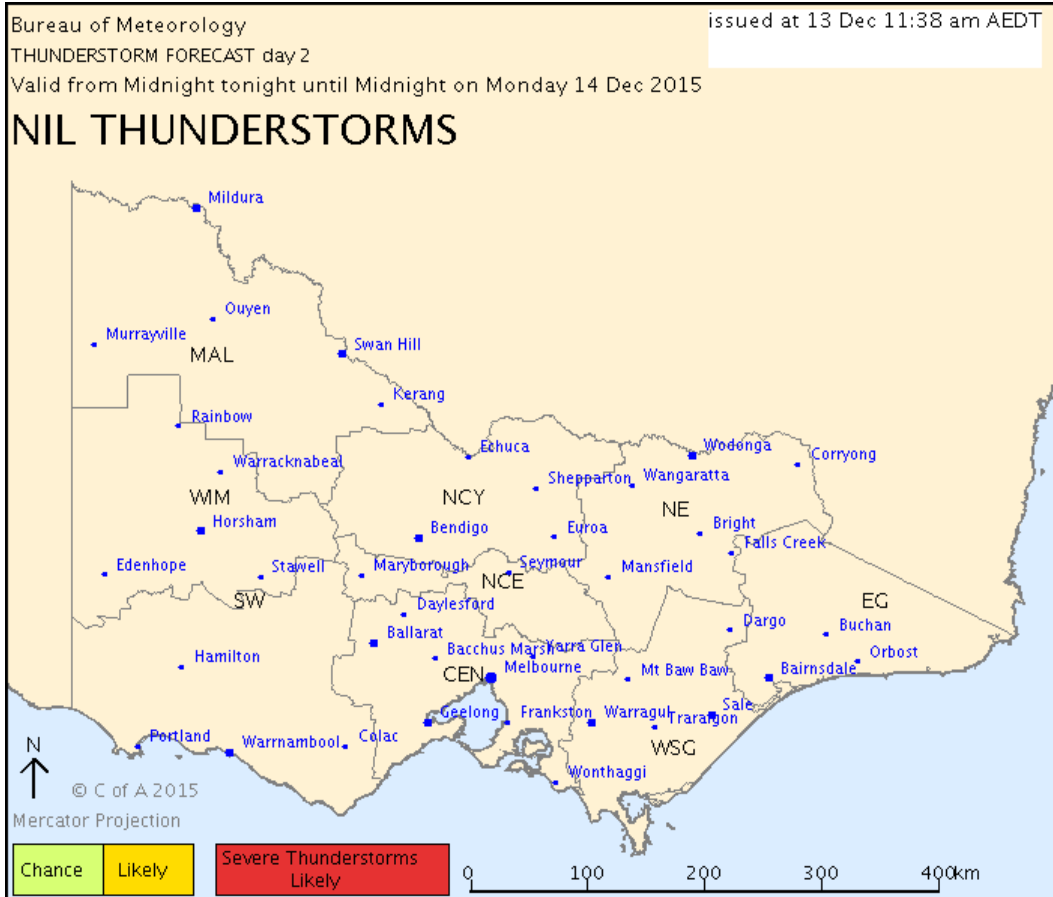 Bureau of Meteorology
issued at 13 Dec 11:38 am AEDT
THUNDERSTORM FORECAST day 2
Valid from Midnight tonight until Midnight on Monday 14 Dec 2015
NIL THUNDERSTORMS
Mildura
Ouyen
Murrayville
MAL
Swan Hill
Kerang
Rainbow
Echuca
Wodonga
Corryong
Warracknabeal
Shepparton
Wangaratta
WIM
NCY
NE
Horsham
Bendigo
Euroa
Bright
Falls Creek
Edenhope
Stawell
Maryborough
Seymour
NCE
Mansfield
SW
Daylesford
EG
Dargo
Buchan
Ballarat
Bacchus Marsh
Yarra Glen
Orbost
Hamilton
CEN
Melbourne
Mt Baw Baw
Bairnsdale
Geelong
Frankston
Warragul
Traralgon
Sale
Portland
Warrnambool
Colac
WSG
Wonthaggi
N
© C of A 2015
Mercator Projection
Chance
Likely
Severe Thunderstorms
Likely
0 100 200 300 400km